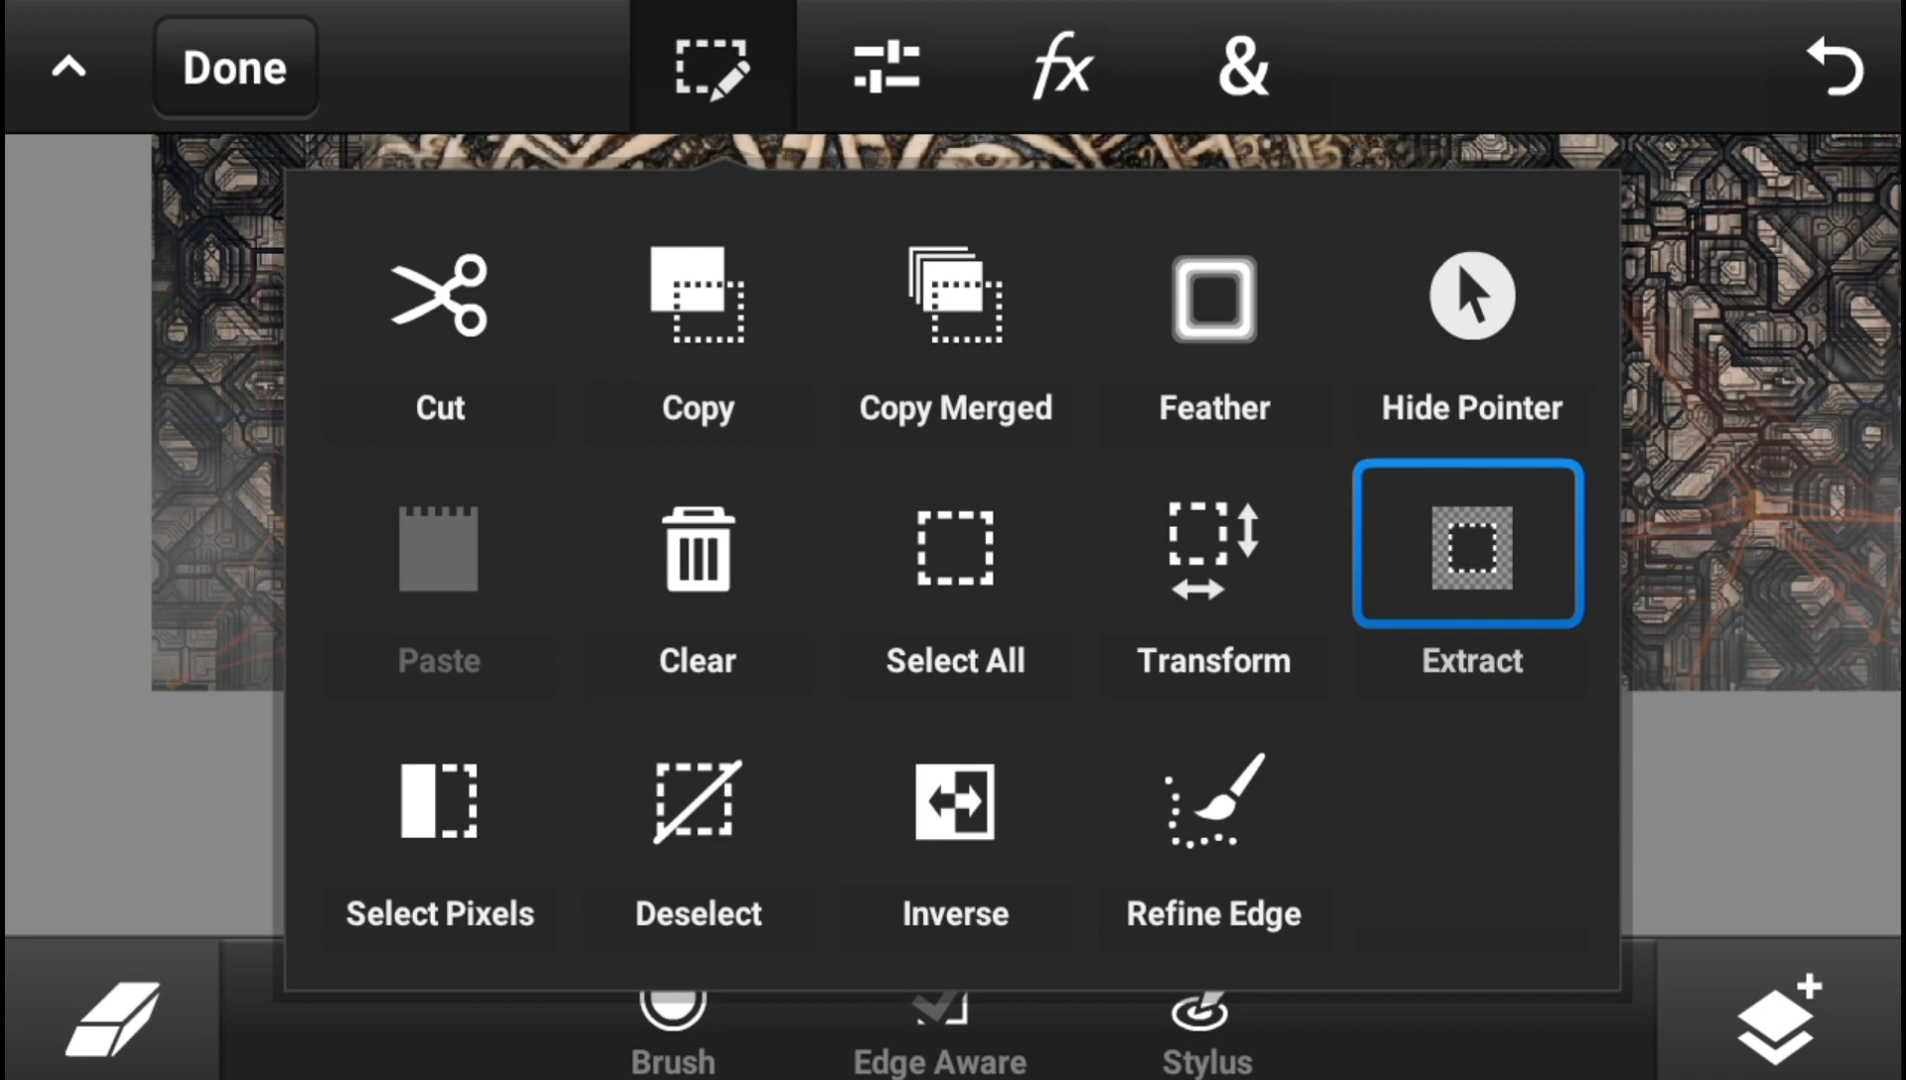 Done fx &
Cut Copy Copy Merged Feather Hide Pointer
Paste Clear Select All Transform Extract
Select Pixels Deselect Inverse Refine Edge
Brush Edge Aware Stylus